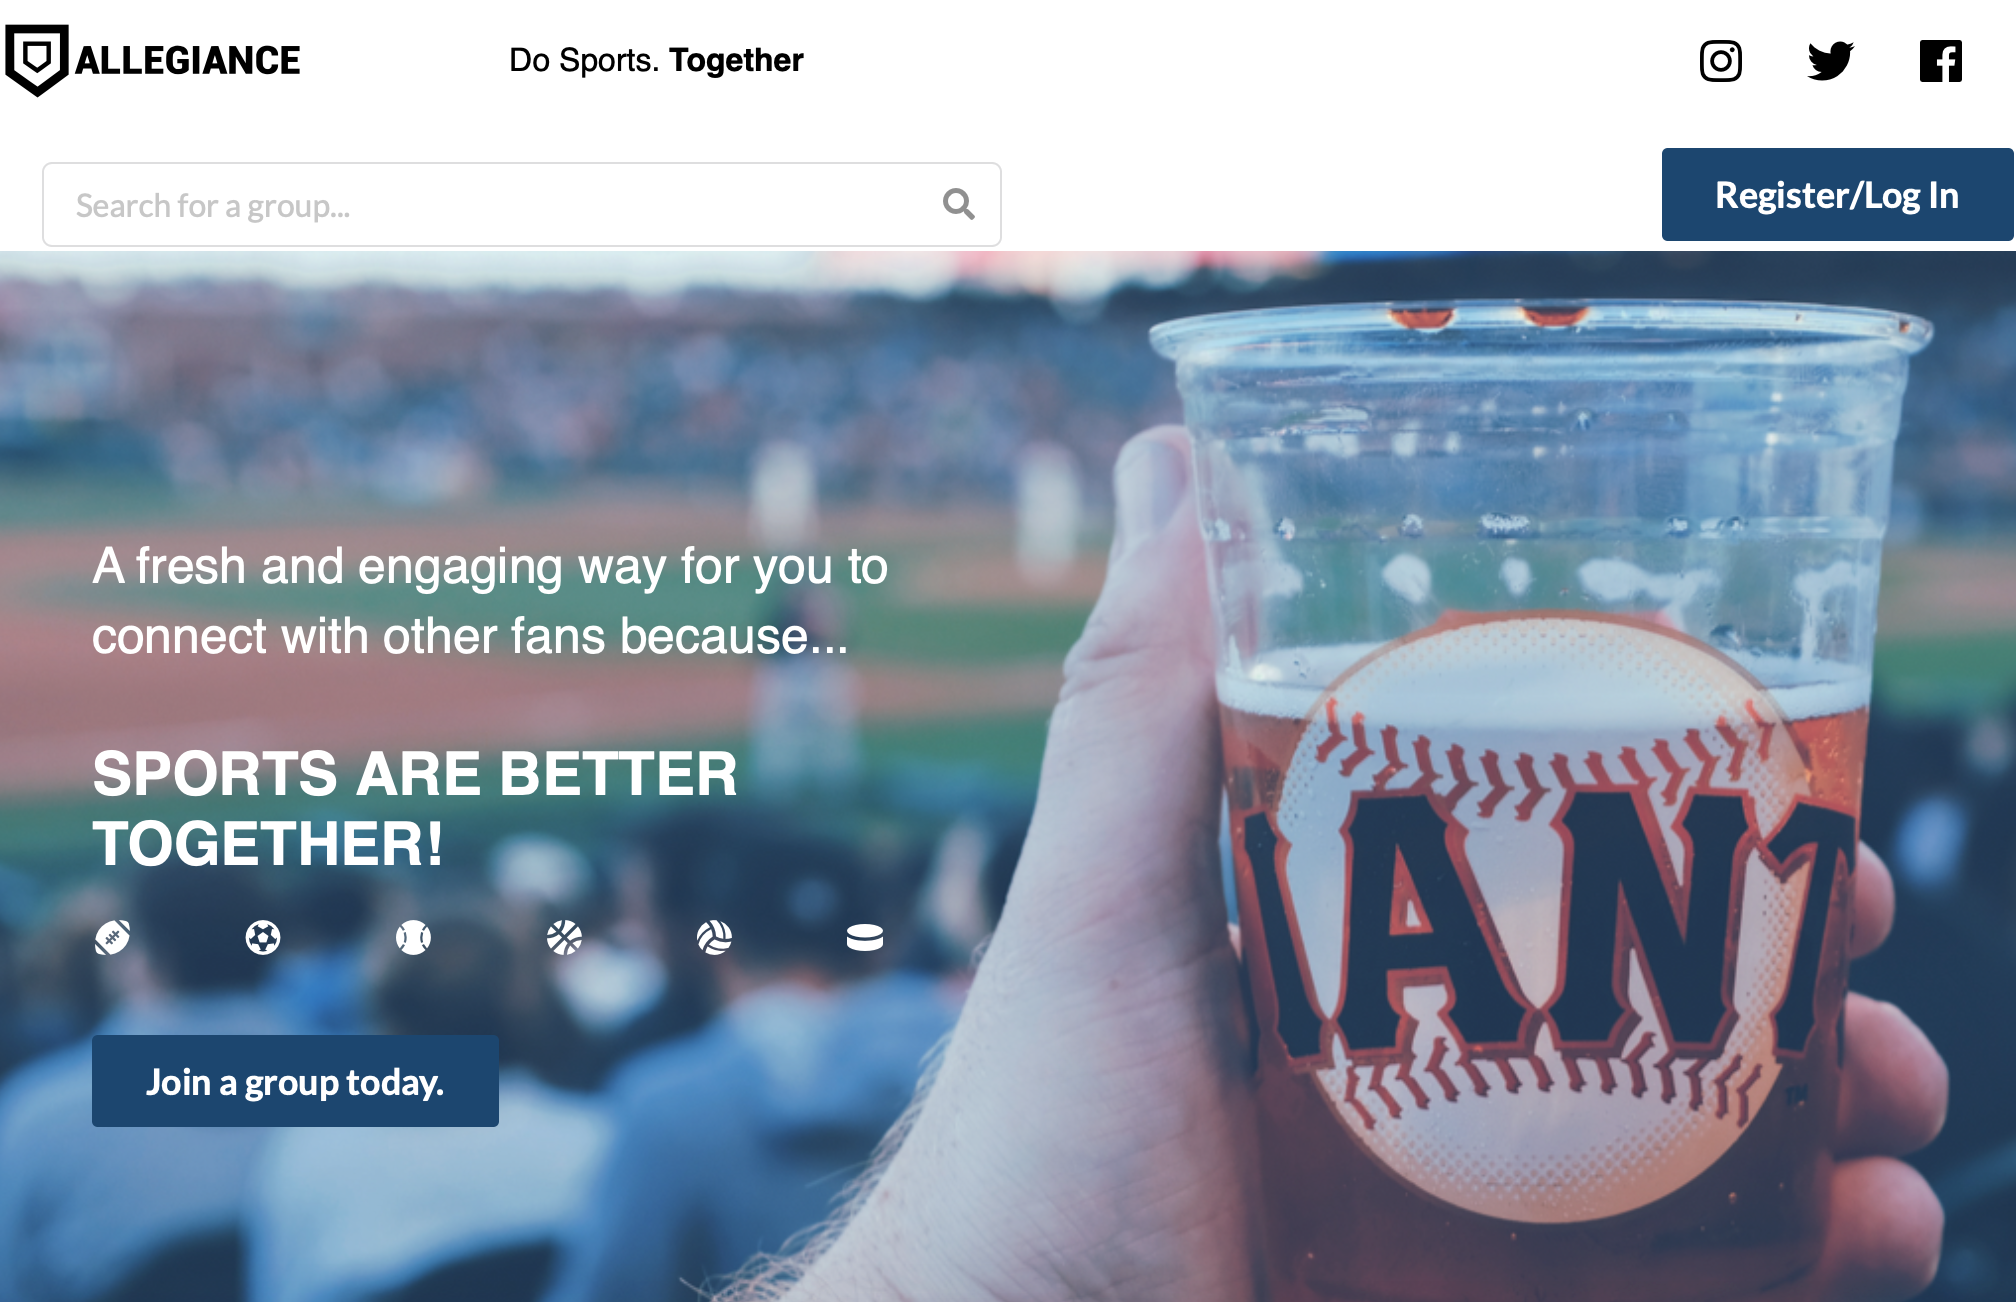 ALLEGIANCE
Do Sports. Together
Search for a group...
Register/Log In
A fresh and engaging way for you to
connect with other fans because...
SPORTS ARE BETTER
TOGETHER!
Join a group today.
IANT
TM